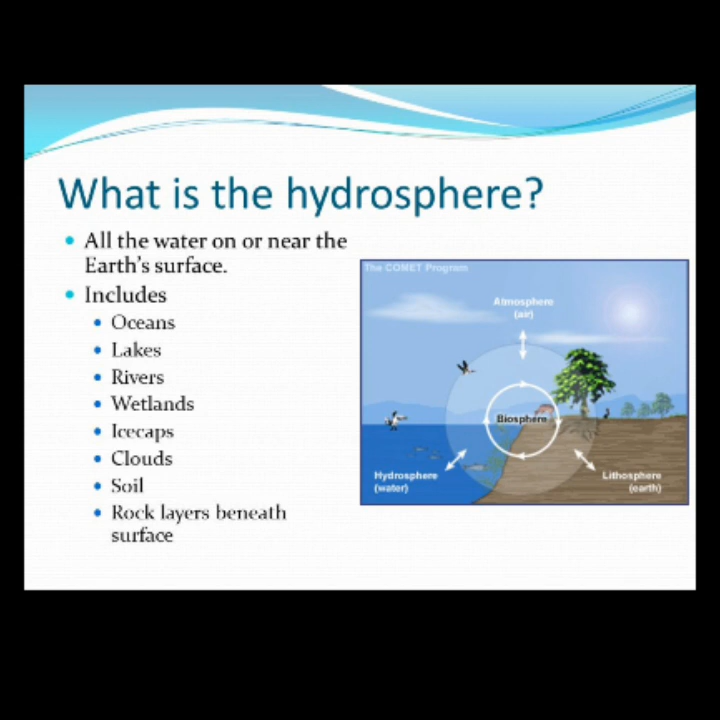 What is the hydrosphere?
All the water on or near the
Earth's surface.
Includes
Oceans
Lakes
Rivers
Wetlands
Icecaps
Clouds
Soil
Rock layers beneath
surface
The COMET Program
Atmosphere
(air)
Biosphere
Hydrosphere
(water)
Lithosphere
(earth)